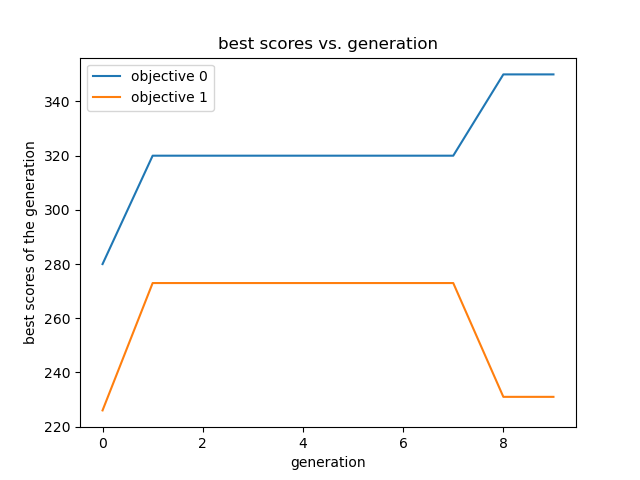 best scores vs. generation
objective 0
objective 1
best scores of the generation
340
320
300
280
260
240
220
0 2 4 6 8
generation